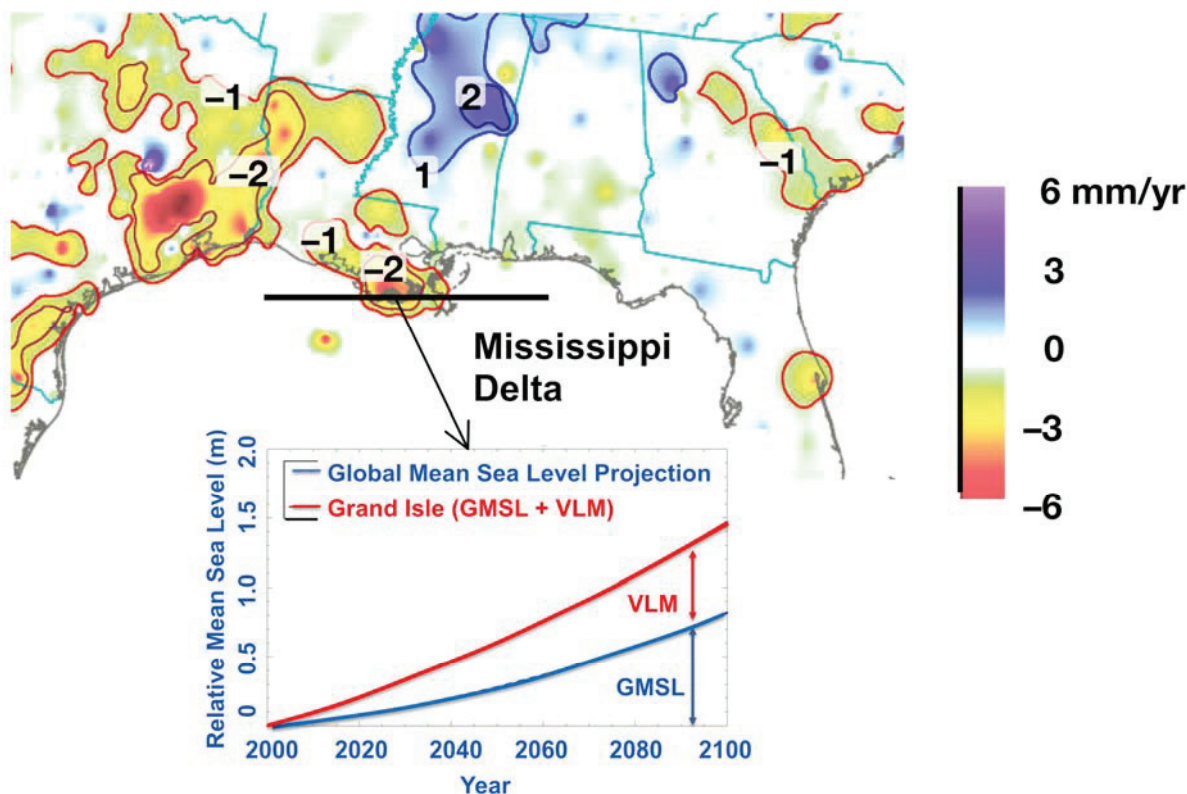 2
–1
–2
1
–1
–1
–2
6 mm/yr
3
0
–3
–6
Mississippi
Delta
Relative Mean Sea Level (m)
2.0
1.5
1.0
0.5
0
Global Mean Sea Level Projection
Grand Isle (GMSL + VLM)
VLM
GMSL
2000
2020
2040
2060
2080
2100
Year